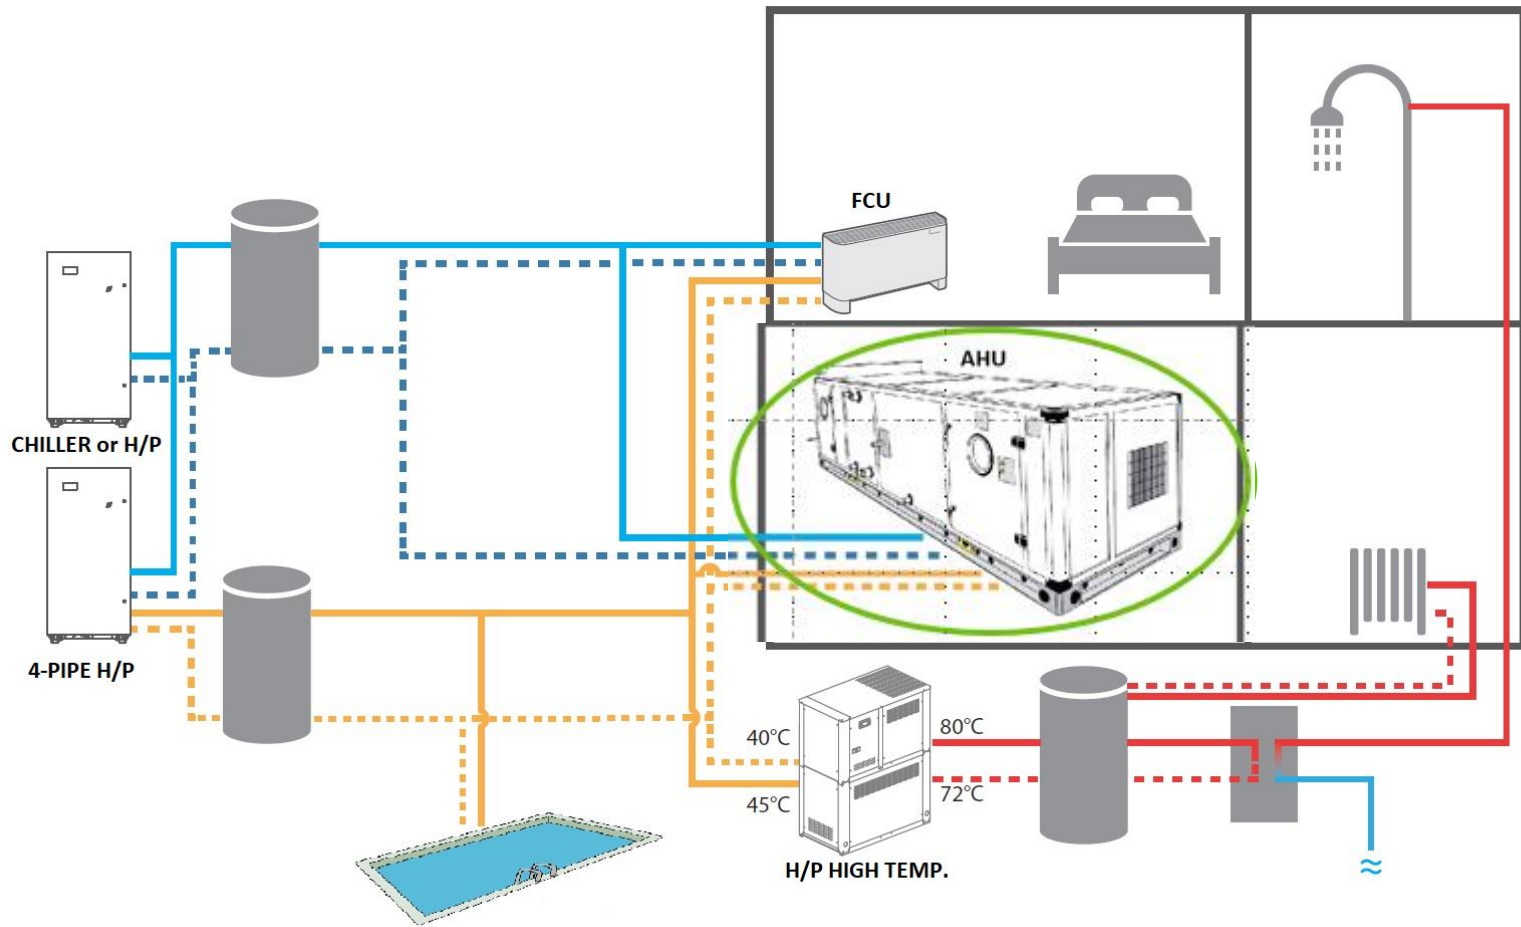 FCU
AHU
CHILLER or H/P
4-PIPE H/P
40°C
80°C
45°C
72°C
H/P HIGH TEMP.